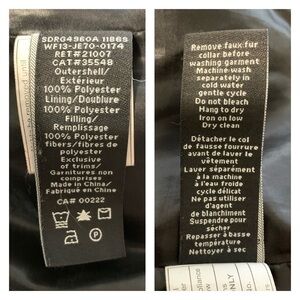 SDRG4960A 11869
WF13-JE70-0174
RET#21007
CAT#35548
Outershell/
Extérieur
100% Polyester
Lining/Doublure
100% Polyester
Filling/
Remplissage
100% Polyester
fibers/fibres de
polyester
Exclusive
of trims/
Garnitures non
comprises
Made in China/
Fabriqué en Chine
CA# 00222
P
Remove faux fur
collar before
washing garment
Machine wash
separately in
cold water
gentle cycle
Do not bleach
Hang to dry
Iron on low
Dry clean
Détacher le col
de fausse fourrure
avant de laver le
vêtement
Laver séparément
à la machine
à l'eau froide
cycle délicat
Ne pas utiliser
d'agent
de blanchiment
Suspendre pour
sécher
Repasser à basse
température
Nettoyer à sec
ONLY